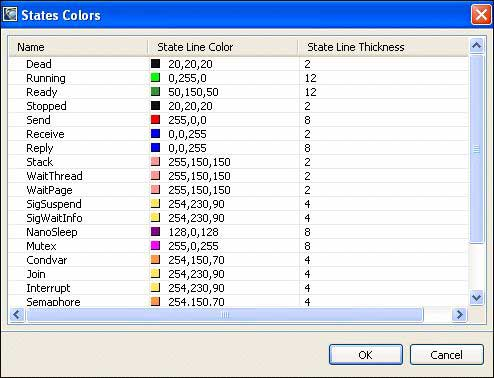 States Colors
Name State Line Color State Line Thickness
Dead 20,20,20 2
Running 0,255,0 12
Ready 50,150,50 12
Stopped 20,20,20 2
Send 255,0,0 8
Receive 0,0,255 2
Reply 0,0,255 8
Stack 255,150,150 2
WaitThread 255,150,150 2
WaitPage 255,150,150 2
SigSuspend 254,230,90 4
SigWaitInfo 254,230,90 4
NanoSleep 128,0,128 8
Mutex 255,0,255 8
Condvar 254,150,70 4
Join 254,230,90 4
Interrupt 254,230,90 4
Semaphore 254,150,70 4
OK Cancel